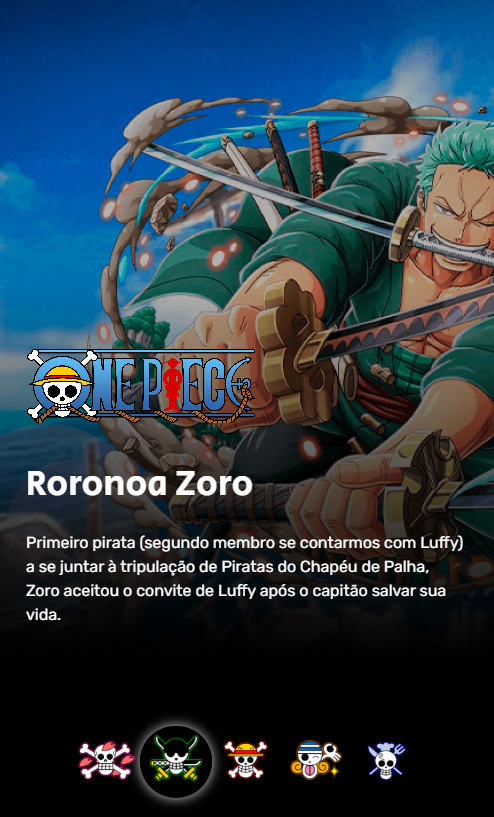 ONE PIECE
Roronoa Zoro
Primeiro pirata (segundo membro se contarmos com Luffy)
a se juntar à tripulação de Piratas do Chapéu de Palha,
Zoro aceitou o convite de Luffy após o capitão salvar sua
vida.